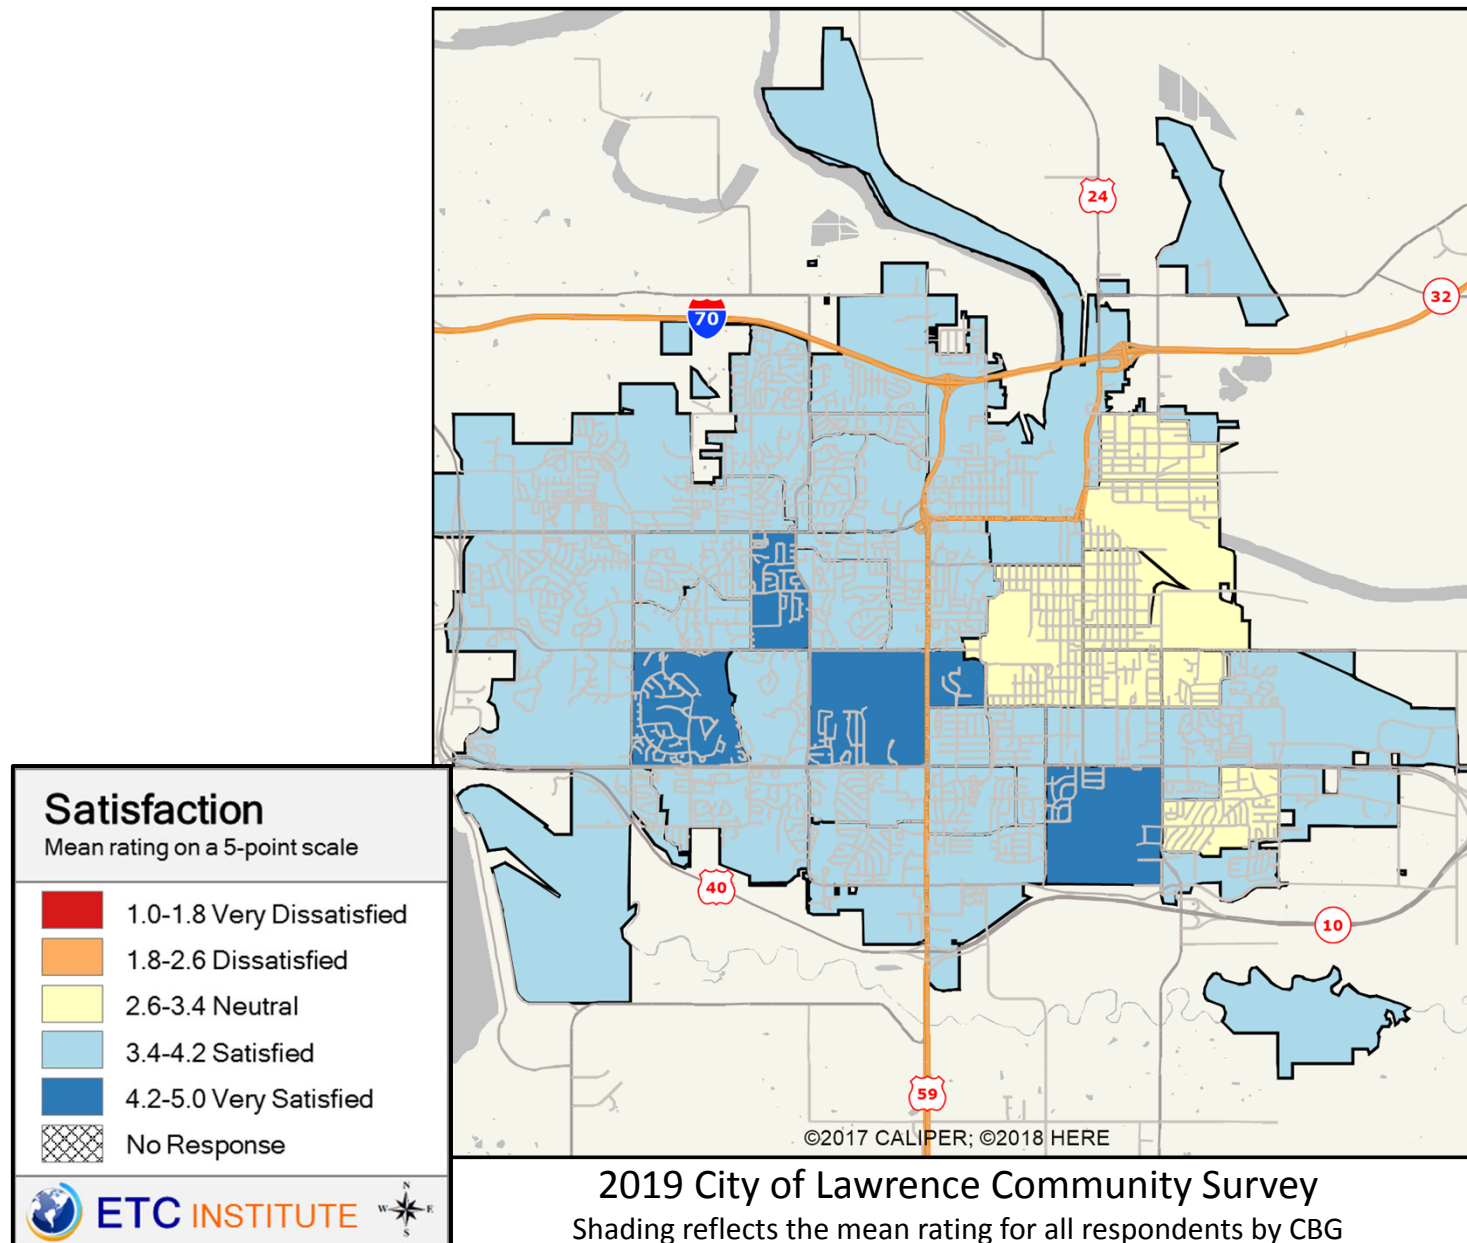 24
32
70
Satisfaction
Mean rating on a 5-point scale
1.0-1.8 Very Dissatisfied
1.8-2.6 Dissatisfied
2.6-3.4 Neutral
3.4-4.2 Satisfied
4.2-5.0 Very Satisfied
No Response
ETC INSTITUTE
N
W E
S
40
10
59
©2017 CALIPER; ©2018 HERE
2019 City of Lawrence Community Survey
Shading reflects the mean rating for all respondents by CBG